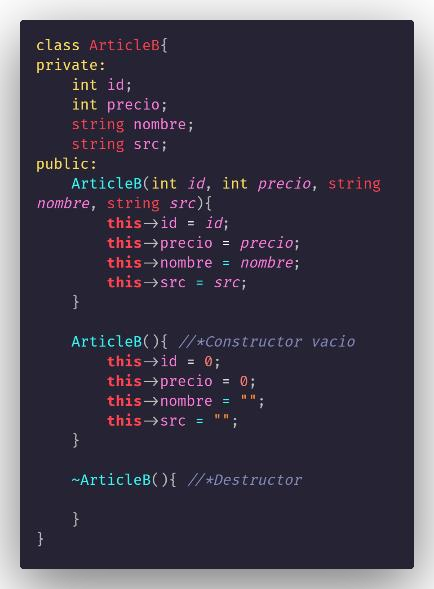 class ArticleB{
private:
    int id;
    int precio;
    string nombre;
    string src;
public:
    ArticleB(int id, int precio, string
nombre, string src){
        this->id = id;
        this->precio = precio;
        this->nombre = nombre;
        this->src = src;
    }

    ArticleB(){ //*Constructor vacio
        this->id = 0;
        this->precio = 0;
        this->nombre = "";
        this->src = "";
    }

    ~ArticleB(){ //*Destructor

    }
}